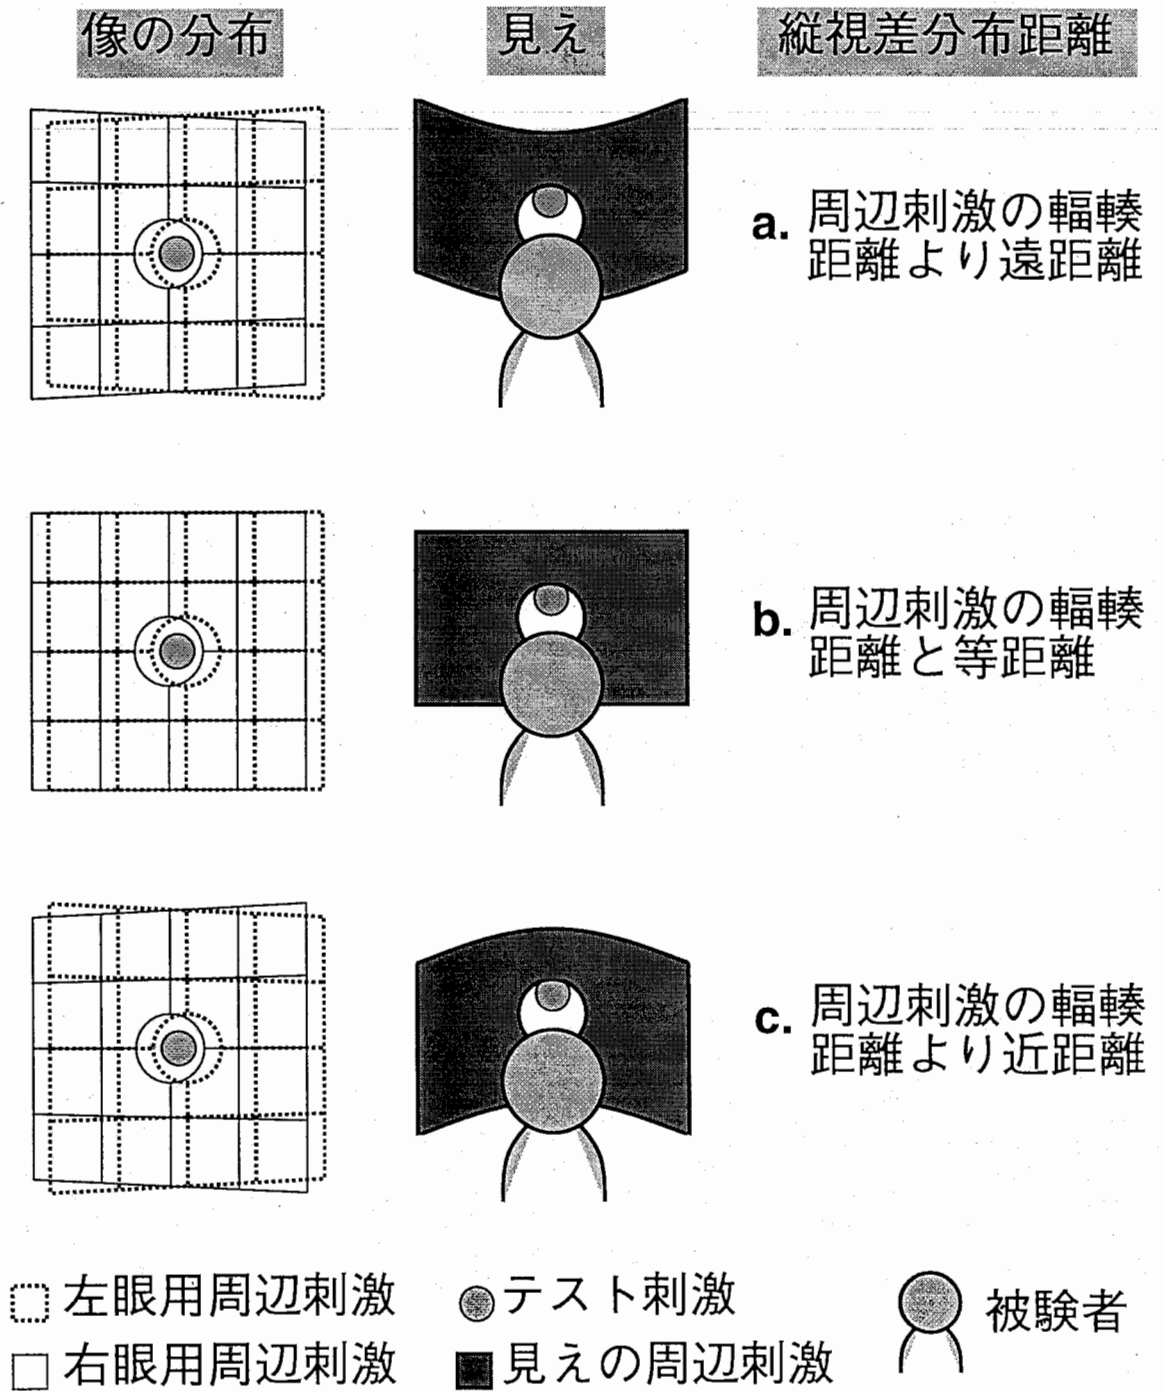 像の分布
見え
縦視差分布距離
a. 周辺刺激の輻輳
距離より遠距離
b. 周辺刺激の輻輳
距離と等距離
c. 周辺刺激の輻輳
距離より近距離
左眼用周辺刺激
テスト刺激
被験者
右眼用周辺刺激
見えの周辺刺激